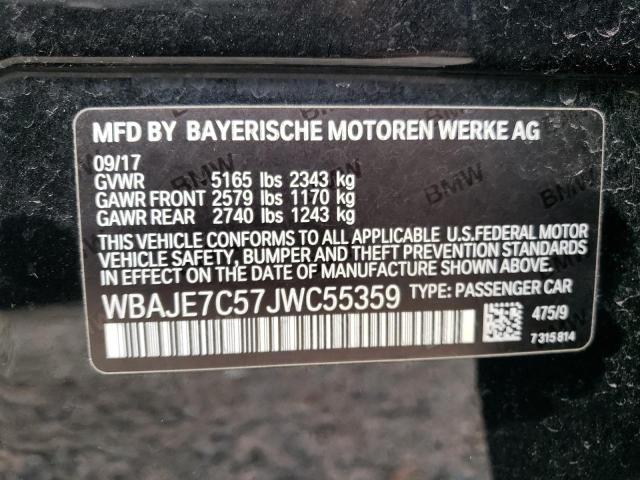 MFD BY BAYERISCHE MOTOREN WERKE AG
09/17
GVWR 5165 lbs 2343 kg
GAWR FRONT 2579 lbs 1170 kg
GAWR REAR 2740 lbs 1243 kg
THIS VEHICLE CONFORMS TO ALL APPLICABLE U.S.FEDERAL MOTOR
VEHICLE SAFETY, BUMPER AND THEFT PREVENTION STANDARDS
IN EFFECT ON THE DATE OF MANUFACTURE SHOWN ABOVE.
WBAJE7C57JWC55359 TYPE: PASSENGER CAR
475/9
7315814
BMW
BMW